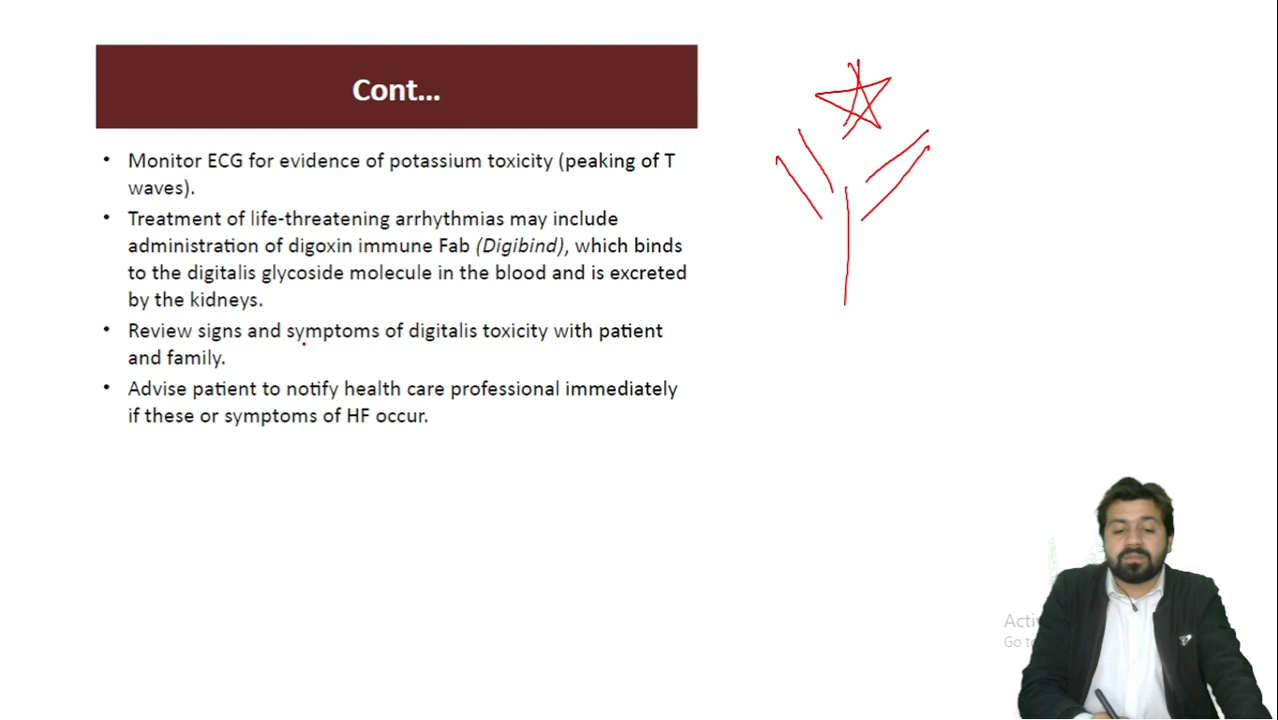 Cont...
• Monitor ECG for evidence of potassium toxicity (peaking of T
waves).
• Treatment of life-threatening arrhythmias may include
administration of digoxin immune Fab (Digibind), which binds
to the digitalis glycoside molecule in the blood and is excreted
by the kidneys.
• Review signs and symptoms of digitalis toxicity with patient
and family.
• Advise patient to notify health care professional immediately
if these or symptoms of HF occur.
Go to